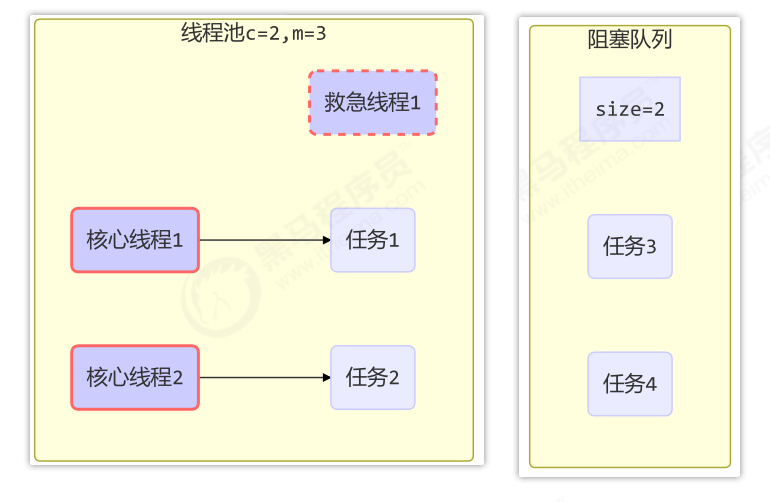 线程池c=2,m=3
救急线程1
核心线程1
任务1
核心线程2
任务2
阻塞队列
size=2
任务3
任务4
黑马程序员
www.itheima.com